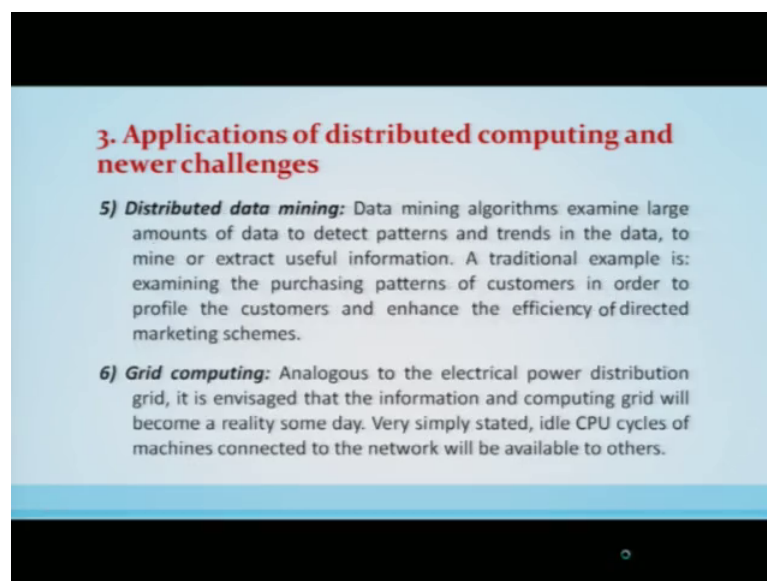 3. Applications of distributed computing and
newer challenges
5) Distributed data mining: Data mining algorithms examine large
amounts of data to detect patterns and trends in the data, to
mine or extract useful information. A traditional example is:
examining the purchasing patterns of customers in order to
profile the customers and enhance the efficiency of directed
marketing schemes.
6) Grid computing: Analogous to the electrical power distribution
grid, it is envisaged that the information and computing grid will
become a reality some day. Very simply stated, idle CPU cycles of
machines connected to the network will be available to others.